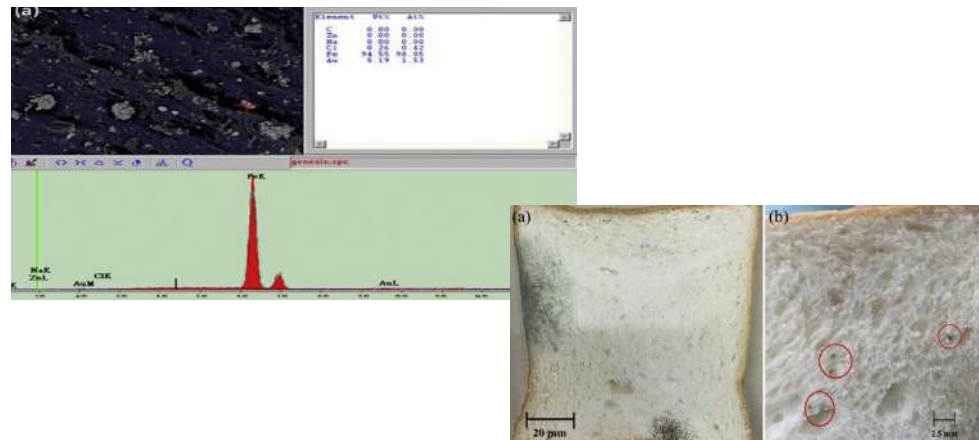 (a)
Element Wt% At%
C 0.00 0.00
Zn 0.00 0.00
Na 0.00 0.00
Cl 0.26 0.42
Fe 94.55 98.05
Au 5.19 1.53
genesis.spc
FeK
NaK
ZnL
ClK
AuM
AuL
(a)
20 mm
(b)
2.5 mm